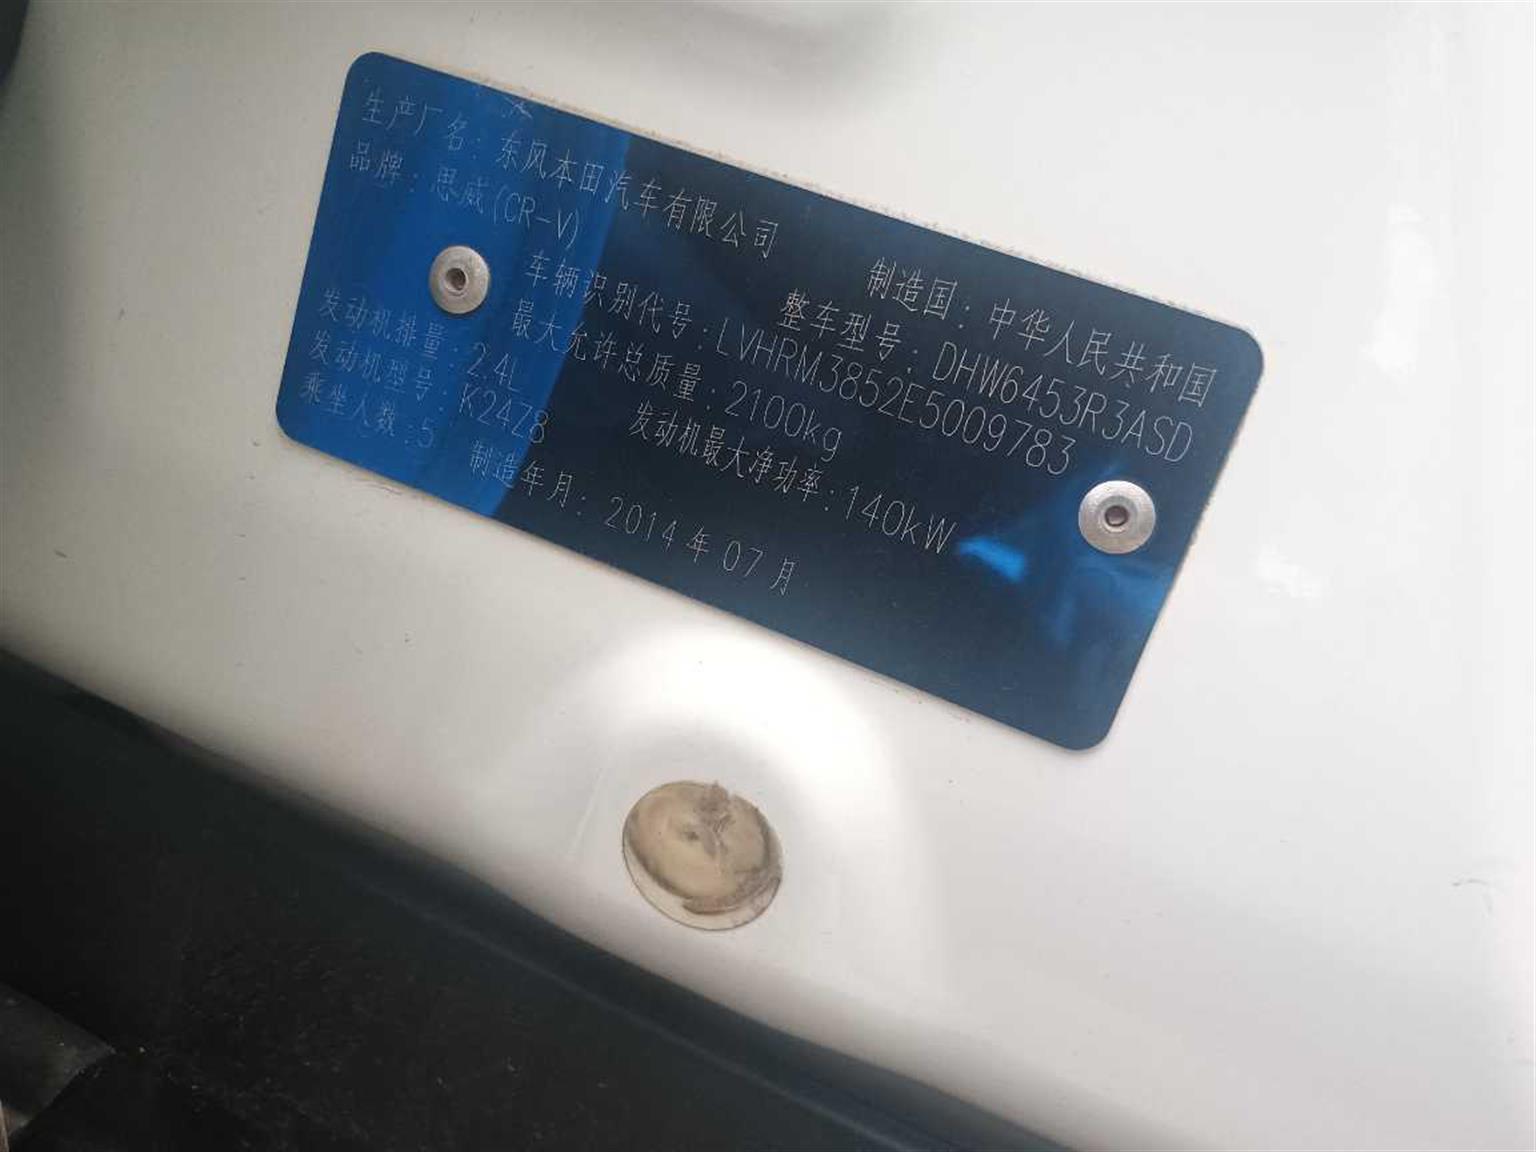 生产厂名：东风本田汽车有限公司 制造国：中华人民共和国
品牌：思威(CR-V) 整车型号：DHW6453R3ASD
车辆识别代号：LVHRM3852E5009783
最大允许总质量：2100kg
发动机排量：2.4L 发动机最大净功率：140kW
发动机型号：K24Z8
乘坐人数：5 制造年月：2014年07月